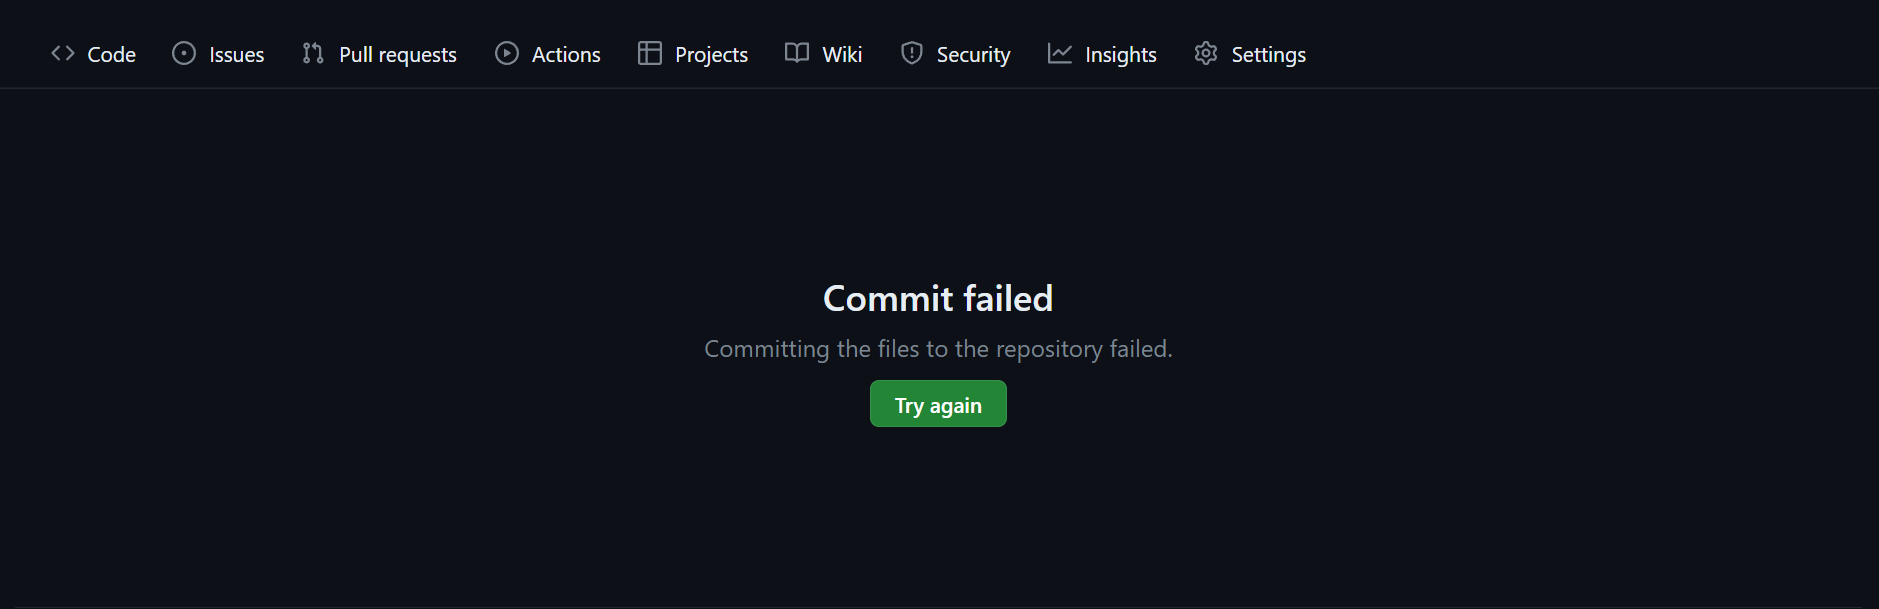 Code Issues Pull requests Actions Projects Wiki Security Insights Settings
Commit failed
Committing the files to the repository failed.
Try again